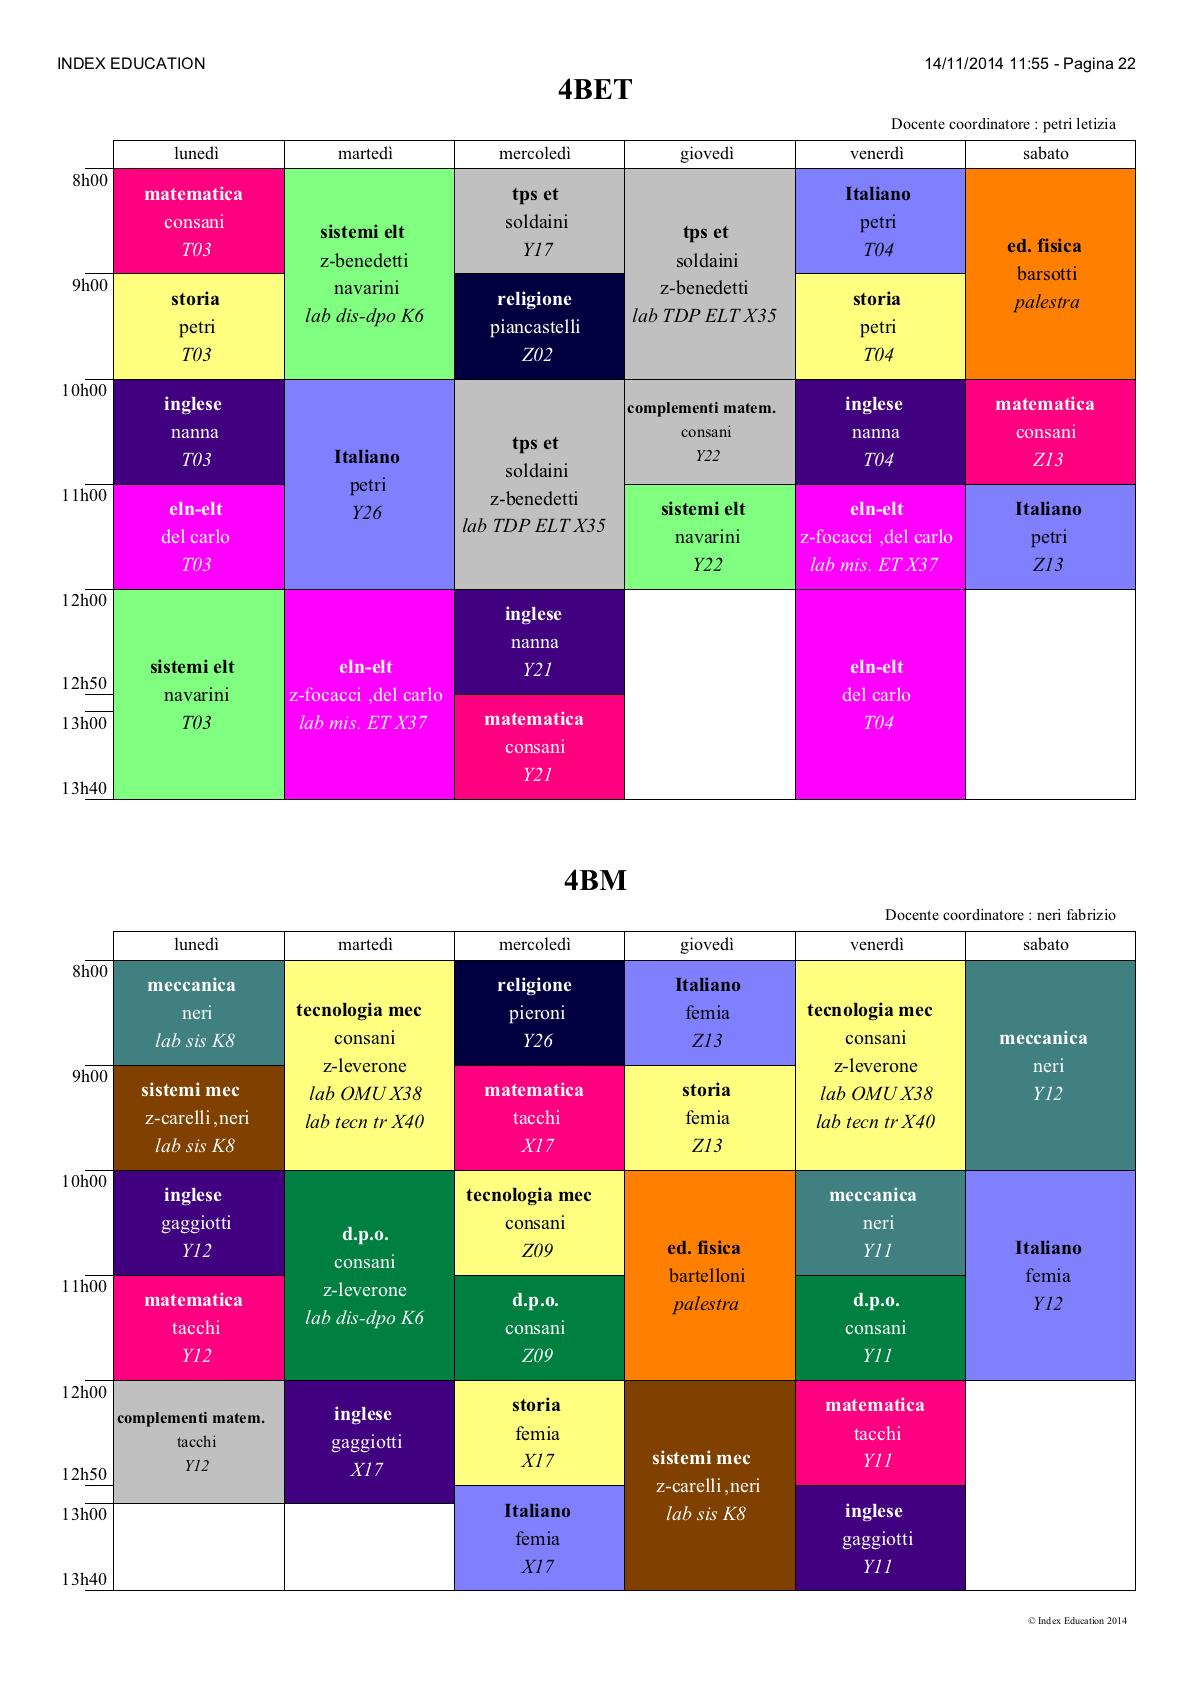 INDEX EDUCATION 14/11/2014 11:55 - Pagina 22
4BET
Docente coordinatore : petri letizia
lunedì martedì mercoledì giovedì venerdì sabato
8h00
matematica
consani
T03
sistemi elt
z-benedetti
navarini
lab dis-dpo K6
tps et
soldaini
Y17
tps et
soldaini
z-benedetti
lab TDP ELT X35
Italiano
petri
T04
ed. fisica
barsotti
palestra
9h00
storia
petri
T03
religione
piancastelli
Z02
storia
petri
T04
10h00
inglese
nanna
T03
Italiano
petri
Y26
tps et
soldaini
z-benedetti
lab TDP ELT X35
complementi matem.
consani
Y22
inglese
nanna
T04
matematica
consani
Z13
11h00
eln-elt
del carlo
T03
sistemi elt
navarini
Y22
eln-elt
z-focacci ,del carlo
lab mis. ET X37
Italiano
petri
Z13
12h00
sistemi elt
navarini
T03
eln-elt
z-focacci ,del carlo
lab mis. ET X37
inglese
nanna
Y21
eln-elt
del carlo
T04
12h50
13h00
matematica
consani
Y21
13h40
4BM
Docente coordinatore : neri fabrizio
lunedì martedì mercoledì giovedì venerdì sabato
8h00
meccanica
neri
lab sis K8
tecnologia mec
consani
z-leverone
lab OMU X38
lab tecn tr X40
religione
pieroni
Y26
Italiano
femia
Z13
tecnologia mec
consani
z-leverone
lab OMU X38
lab tecn tr X40
meccanica
neri
Y12
9h00
sistemi mec
z-carelli ,neri
lab sis K8
matematica
tacchi
X17
storia
femia
Z13
10h00
inglese
gaggiotti
Y12
d.p.o.
consani
z-leverone
lab dis-dpo K6
tecnologia mec
consani
Z09
ed. fisica
bartelloni
palestra
meccanica
neri
Y11
Italiano
femia
Y12
11h00
matematica
tacchi
Y12
d.p.o.
consani
Z09
d.p.o.
consani
Y11
12h00
complementi matem.
tacchi
Y12
inglese
gaggiotti
X17
storia
femia
X17
sistemi mec
z-carelli ,neri
lab sis K8
matematica
tacchi
Y11
12h50
13h00
Italiano
femia
X17
inglese
gaggiotti
Y11
13h40
© Index Education 2014